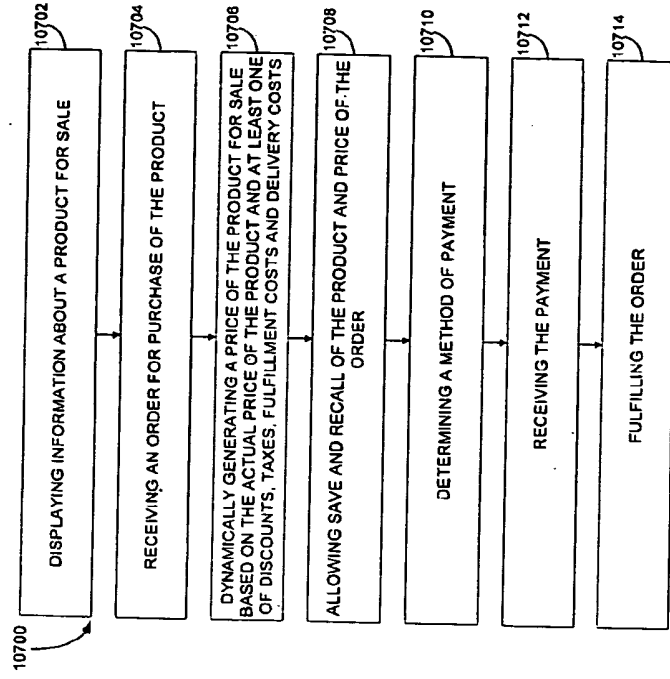 10700
10702
DISPLAYING INFORMATION ABOUT A PRODUCT FOR SALE
10704
RECEIVING AN ORDER FOR PURCHASE OF THE PRODUCT
10706
DYNAMICALLY GENERATING A PRICE OF THE PRODUCT FOR SALE
BASED ON THE ACTUAL PRICE OF THE PRODUCT AND AT LEAST ONE
OF DISCOUNTS, TAXES, FULFILLMENT COSTS AND DELIVERY COSTS
10708
ALLOWING SAVE AND RECALL OF THE PRODUCT AND PRICE OF THE
ORDER
10710
DETERMINING A METHOD OF PAYMENT
10712
RECEIVING THE PAYMENT
10714
FULFILLING THE ORDER